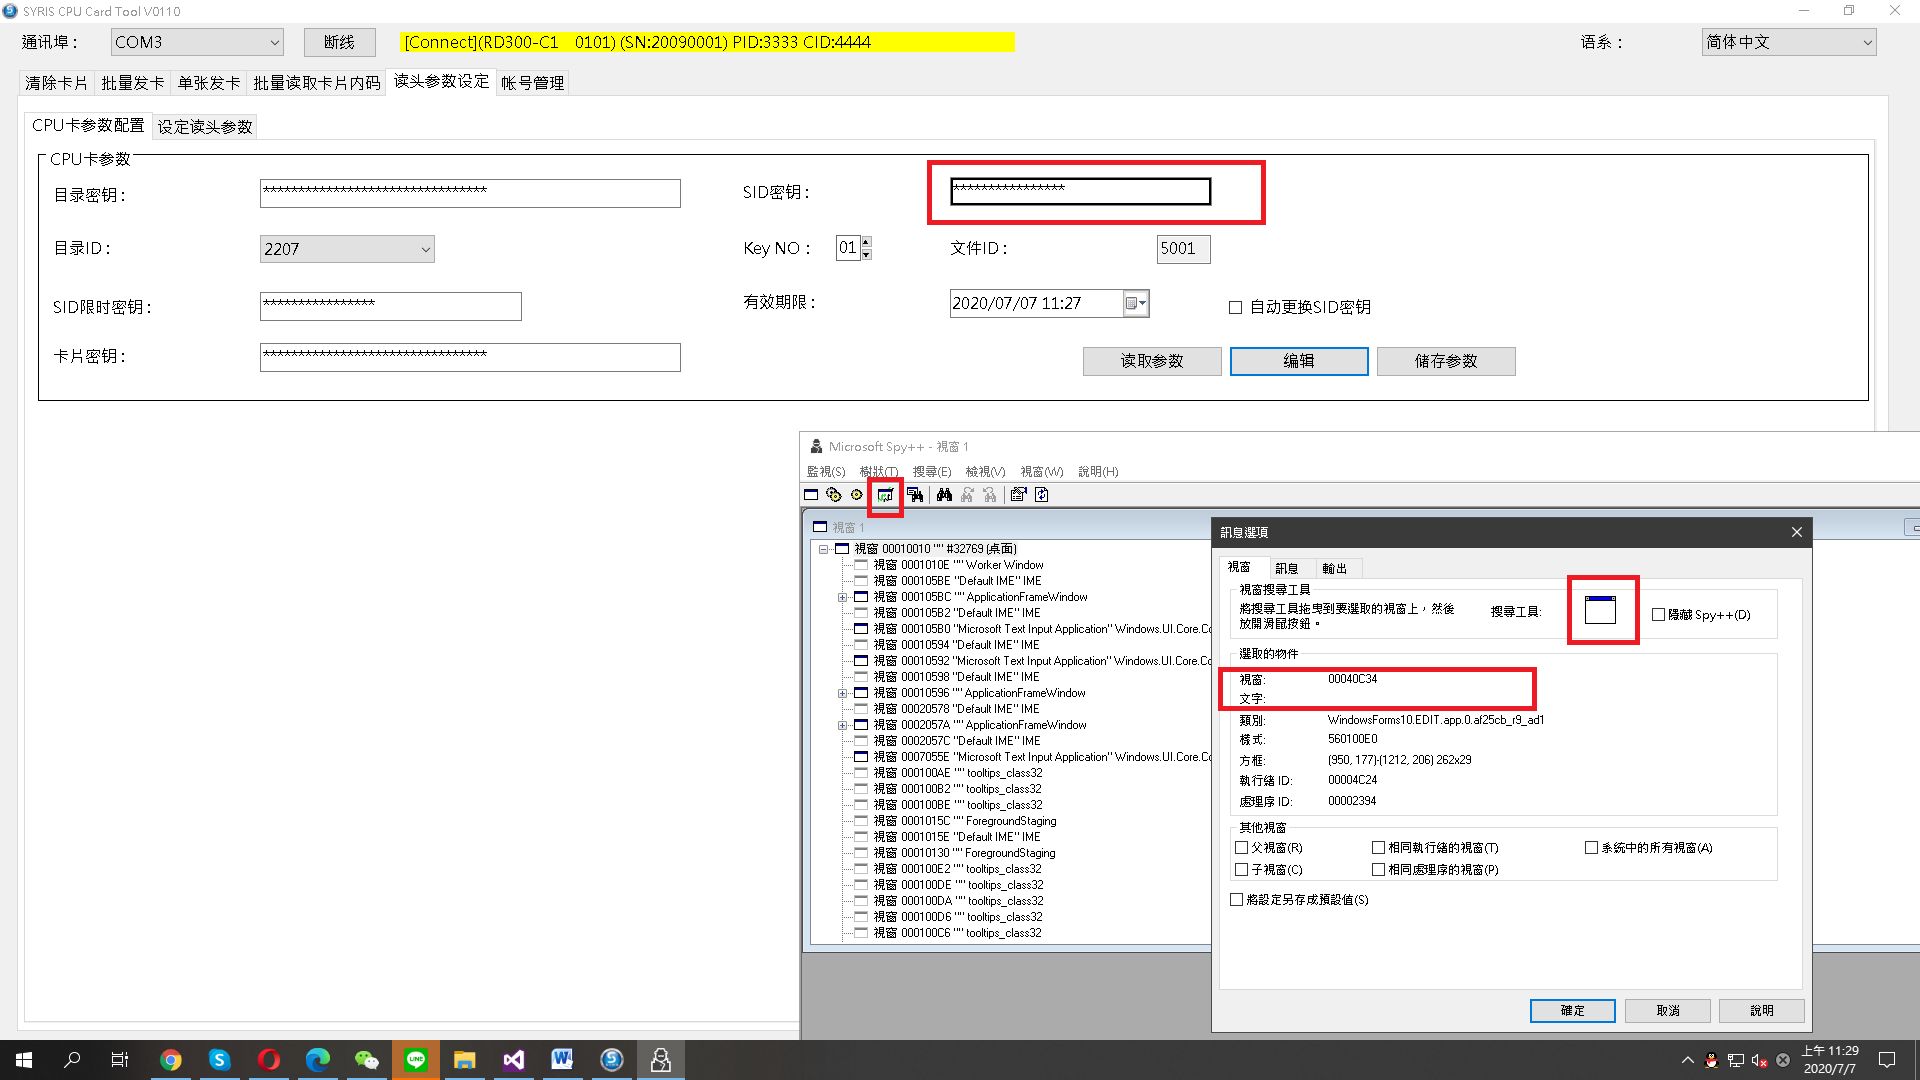 SYRIS CPU Card Tool V0110
通讯埠： COM3 断线 [Connect](RD300-C1 0101) (SN:20090001) PID:3333 CID:4444 语系： 简体中文
清除卡片 批量发卡 单张发卡 批量读取卡片内码 读头参数设定 帐号管理
CPU卡参数配置 设定读头参数
CPU卡参数
目录密钥： ******************************** SID密钥： ****************
目录ID： 2207 Key NO： 01 文件ID： 5001
SID限时密钥： **************** 有效期限： 2020/07/07 11:27 自动更换SID密钥
卡片密钥： ********************************
读取参数 编辑 储存参数
Microsoft Spy++ - 視窗 1
監視(S) 樹狀(T) 搜尋(E) 檢視(V) 視窗(W) 說明(H)
視窗 1
視窗 00010010 "" #32769 (桌面)
視窗 0001010E "" Worker Window
視窗 000105BE "Default IME" IME
視窗 000105BC "" ApplicationFrameWindow
視窗 000105B2 "Default IME" IME
視窗 000105B0 "Microsoft Text Input Application" Windows.UI.Core.Co
視窗 00010594 "Default IME" IME
視窗 00010592 "Microsoft Text Input Application" Windows.UI.Core.Co
視窗 00010598 "Default IME" IME
視窗 00010596 "" ApplicationFrameWindow
視窗 00020578 "Default IME" IME
視窗 0002057A "" ApplicationFrameWindow
視窗 0002057C "Default IME" IME
視窗 0007055E "Microsoft Text Input Application" Windows.UI.Core.Co
視窗 000100AE "" tooltips_class32
視窗 000100B2 "" tooltips_class32
視窗 000100BE "" tooltips_class32
視窗 0001015C "" ForegroundStaging
視窗 0001015E "Default IME" IME
視窗 00010130 "" ForegroundStaging
視窗 000100E2 "" tooltips_class32
視窗 000100DE "" tooltips_class32
視窗 000100DA "" tooltips_class32
視窗 000100D6 "" tooltips_class32
視窗 000100C6 "" tooltips_class32
訊息選項
視窗 訊息 輸出
視窗搜尋工具
將搜尋工具拖曳到要選取的視窗上，然後
放開滑鼠按鈕。
搜尋工具: 隱藏 Spy++(D)
選取的物件
視窗: 00040C34
文字:
類別: WindowsForms10.EDIT.app.0.af25cb_r9_ad1
樣式: 560100E0
方框: (950, 177)-(1212, 206) 262x29
執行緒 ID: 00004C24
處理序 ID: 00002394
其他視窗
父視窗(R) 相同執行緒的視窗(T) 系統中的所有視窗(A)
子視窗(C) 相同處理序的視窗(P)
將設定另存成預設值(S)
確定 取消 說明
上午 11:29
2020/7/7